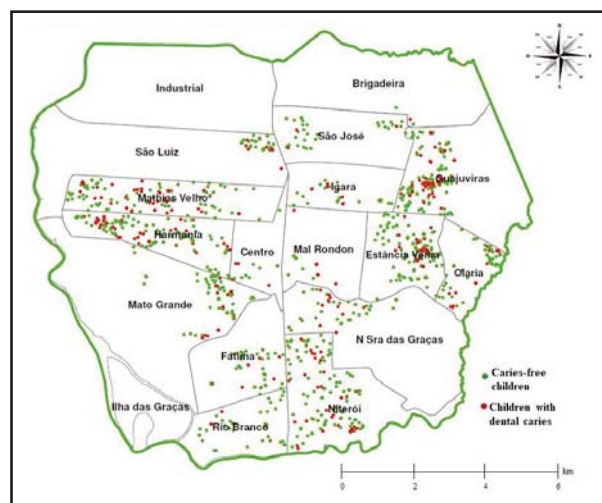 Industrial
Brigadeira
São José
São Luiz
Igara
Guajuviras
Mathias Velho
Harmonia
Centro
Mal Rondon
Estância Velha
Olaria
Mato Grande
N Sra das Graças
Fátima
Ilha das Graças
Rio Branco
Niterói
Caries-free
children
Children with
dental caries
km
0 2 4 6